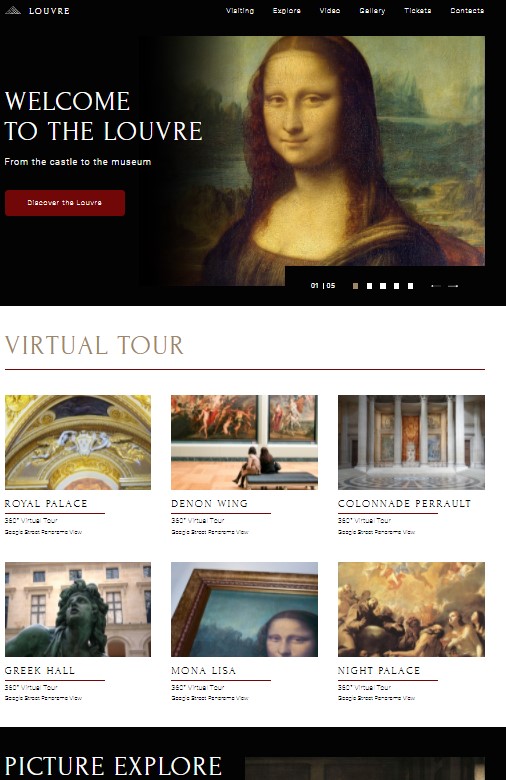 LOUVRE
Visiting Explore Video Gallery Tickets Contacts
WELCOME
TO THE LOUVRE
From the castle to the museum
Discover the Louvre
01 | 05
VIRTUAL TOUR
ROYAL PALACE
360° Virtual Tour
Google Street Panorama View
DENON WING
360° Virtual Tour
Google Street Panorama View
COLONNADE PERRAULT
360° Virtual Tour
Google Street Panorama View
GREEK HALL
360° Virtual Tour
Google Street Panorama View
MONA LISA
360° Virtual Tour
Google Street Panorama View
NIGHT PALACE
360° Virtual Tour
Google Street Panorama View
PICTURE EXPLORE